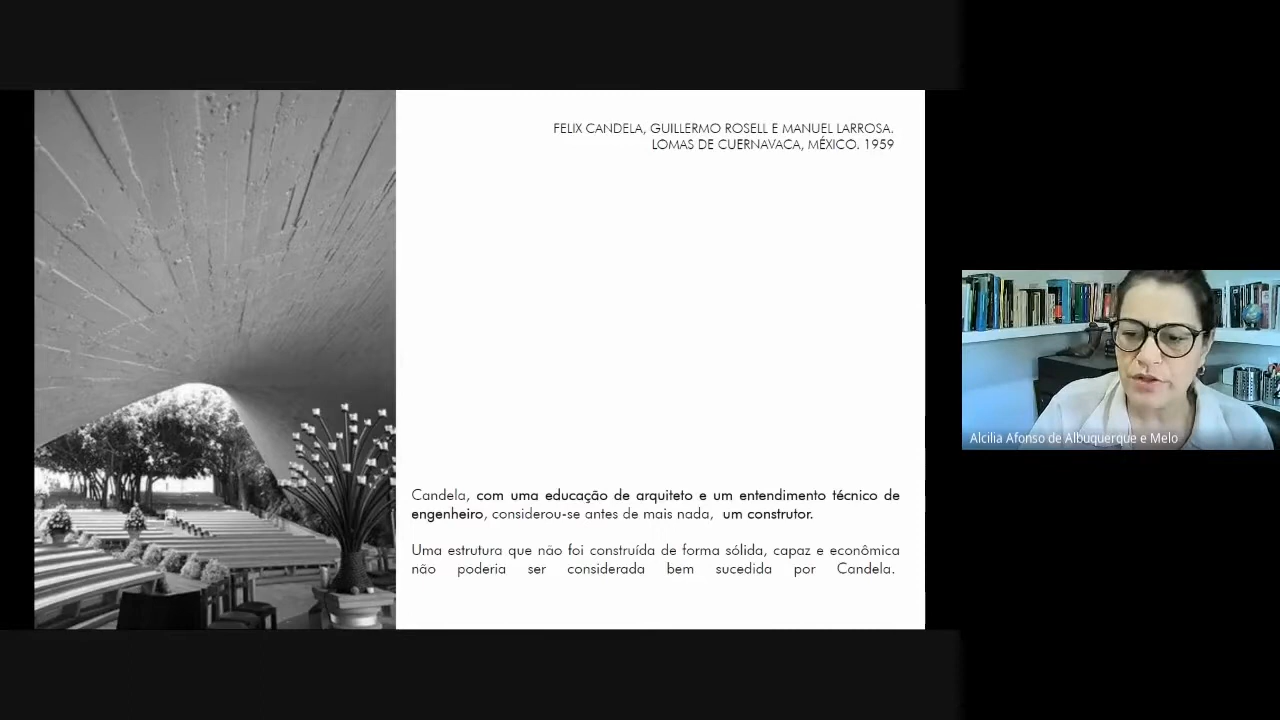 FELIX CANDELA, GUILLERMO ROSELL E MANUEL LARROSA.
LOMAS DE CUERNAVACA, MÉXICO. 1959
Candela, com uma educação de arquiteto e um entendimento técnico de
engenheiro, considerou-se antes de mais nada, um construtor.
Uma estrutura que não foi construída de forma sólida, capaz e econômica
não poderia ser considerada bem sucedida por Candela.
Alcilia Afonso de Albuquerque e Melo